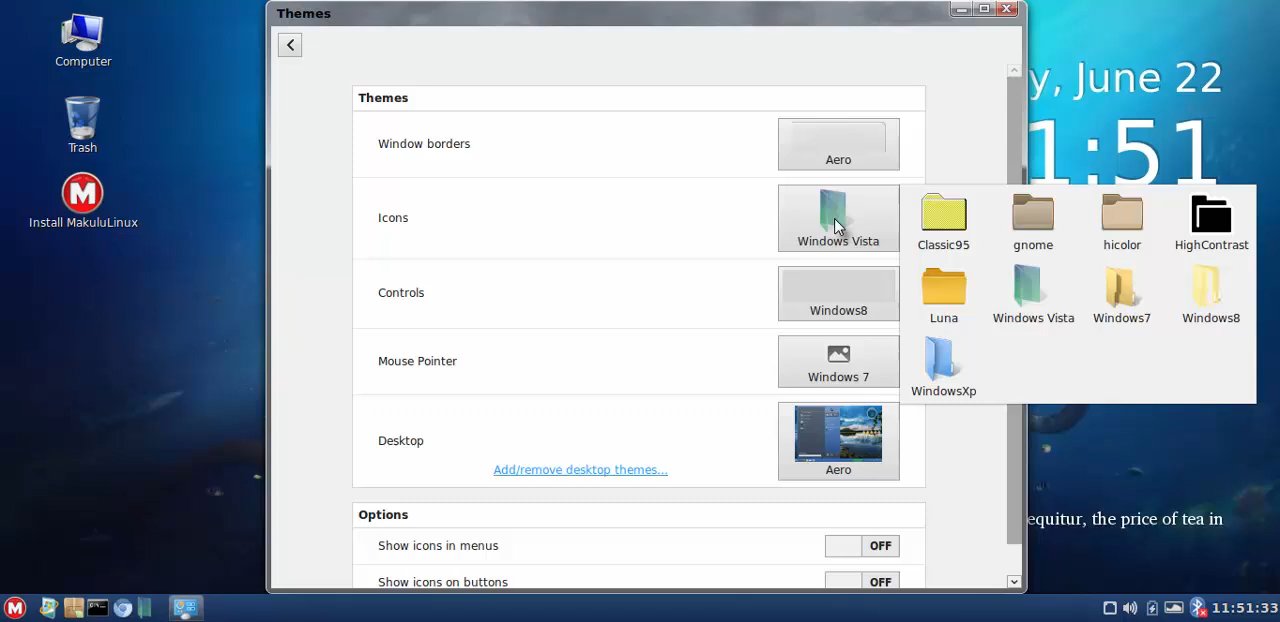 Themes
Computer
Trash
Install MakuluLinux
Themes
Window borders
Aero
Icons
Windows Vista
Controls
Windows8
Mouse Pointer
Windows 7
Desktop
Add/remove desktop themes...
Aero
Options
Show icons in menus
OFF
Show icons on buttons
OFF
Classic95
gnome
hicolor
HighContrast
Luna
Windows Vista
Windows7
Windows8
WindowsXp
y, June 22
1:51
equitur, the price of tea in
11:51:33